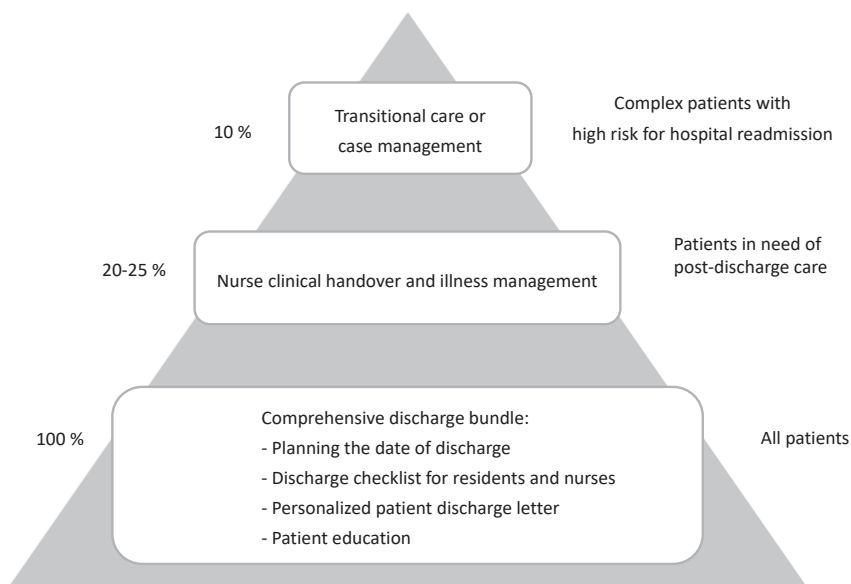 10 %
Transitional care or
case management
Complex patients with
high risk for hospital readmission
20-25 %
Nurse clinical handover and illness management
Patients in need of
post-discharge care
100 %
Comprehensive discharge bundle:
- Planning the date of discharge
- Discharge checklist for residents and nurses
- Personalized patient discharge letter
- Patient education
All patients